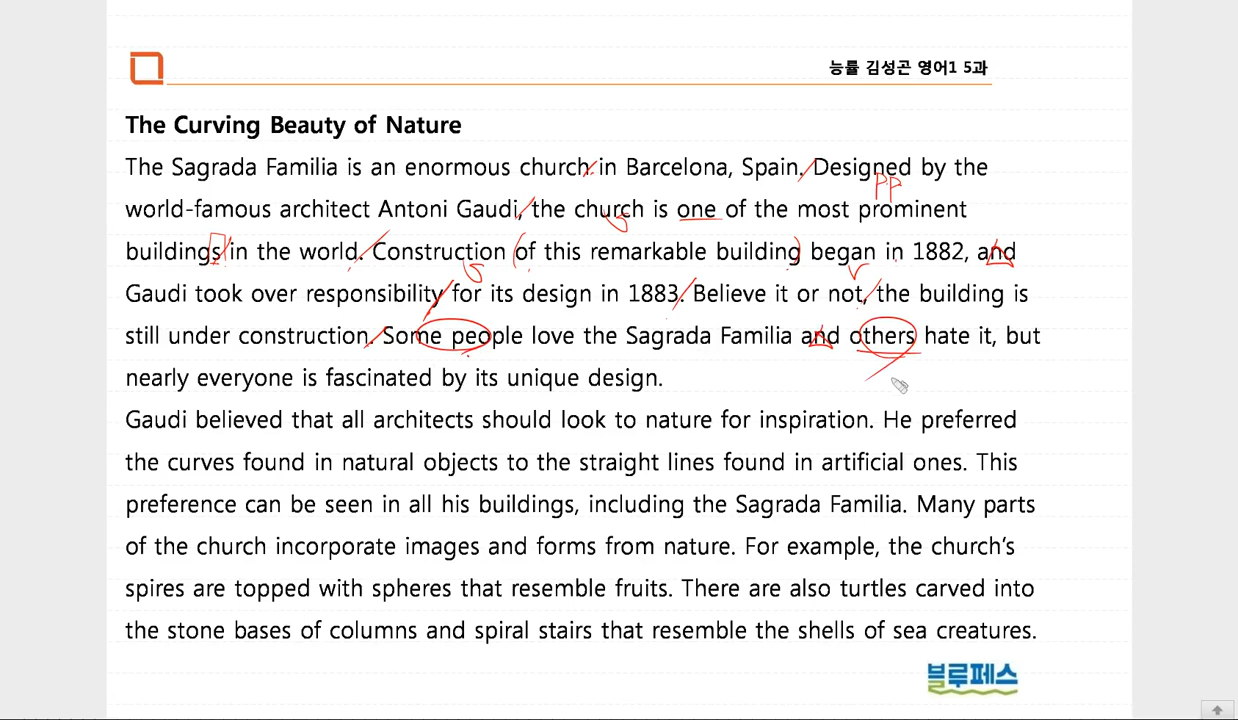 능률 김성곤 영어1 5과
The Curving Beauty of Nature
The Sagrada Familia is an enormous church in Barcelona, Spain. Designed by the
PP
world-famous architect Antoni Gaudi, the church is one of the most prominent
S
buildings in the world. Construction (of this remarkable building) began in 1882, and
S V
Gaudi took over responsibility for its design in 1883. Believe it or not, the building is
still under construction. Some people love the Sagrada Familia and others hate it, but
nearly everyone is fascinated by its unique design.
Gaudi believed that all architects should look to nature for inspiration. He preferred
the curves found in natural objects to the straight lines found in artificial ones. This
preference can be seen in all his buildings, including the Sagrada Familia. Many parts
of the church incorporate images and forms from nature. For example, the church's
spires are topped with spheres that resemble fruits. There are also turtles carved into
the stone bases of columns and spiral stairs that resemble the shells of sea creatures.
블루페스